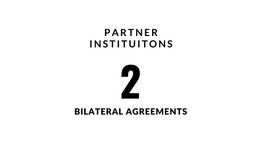 PARTNER
INSTITUITONS
2
BILATERAL AGREEMENTS